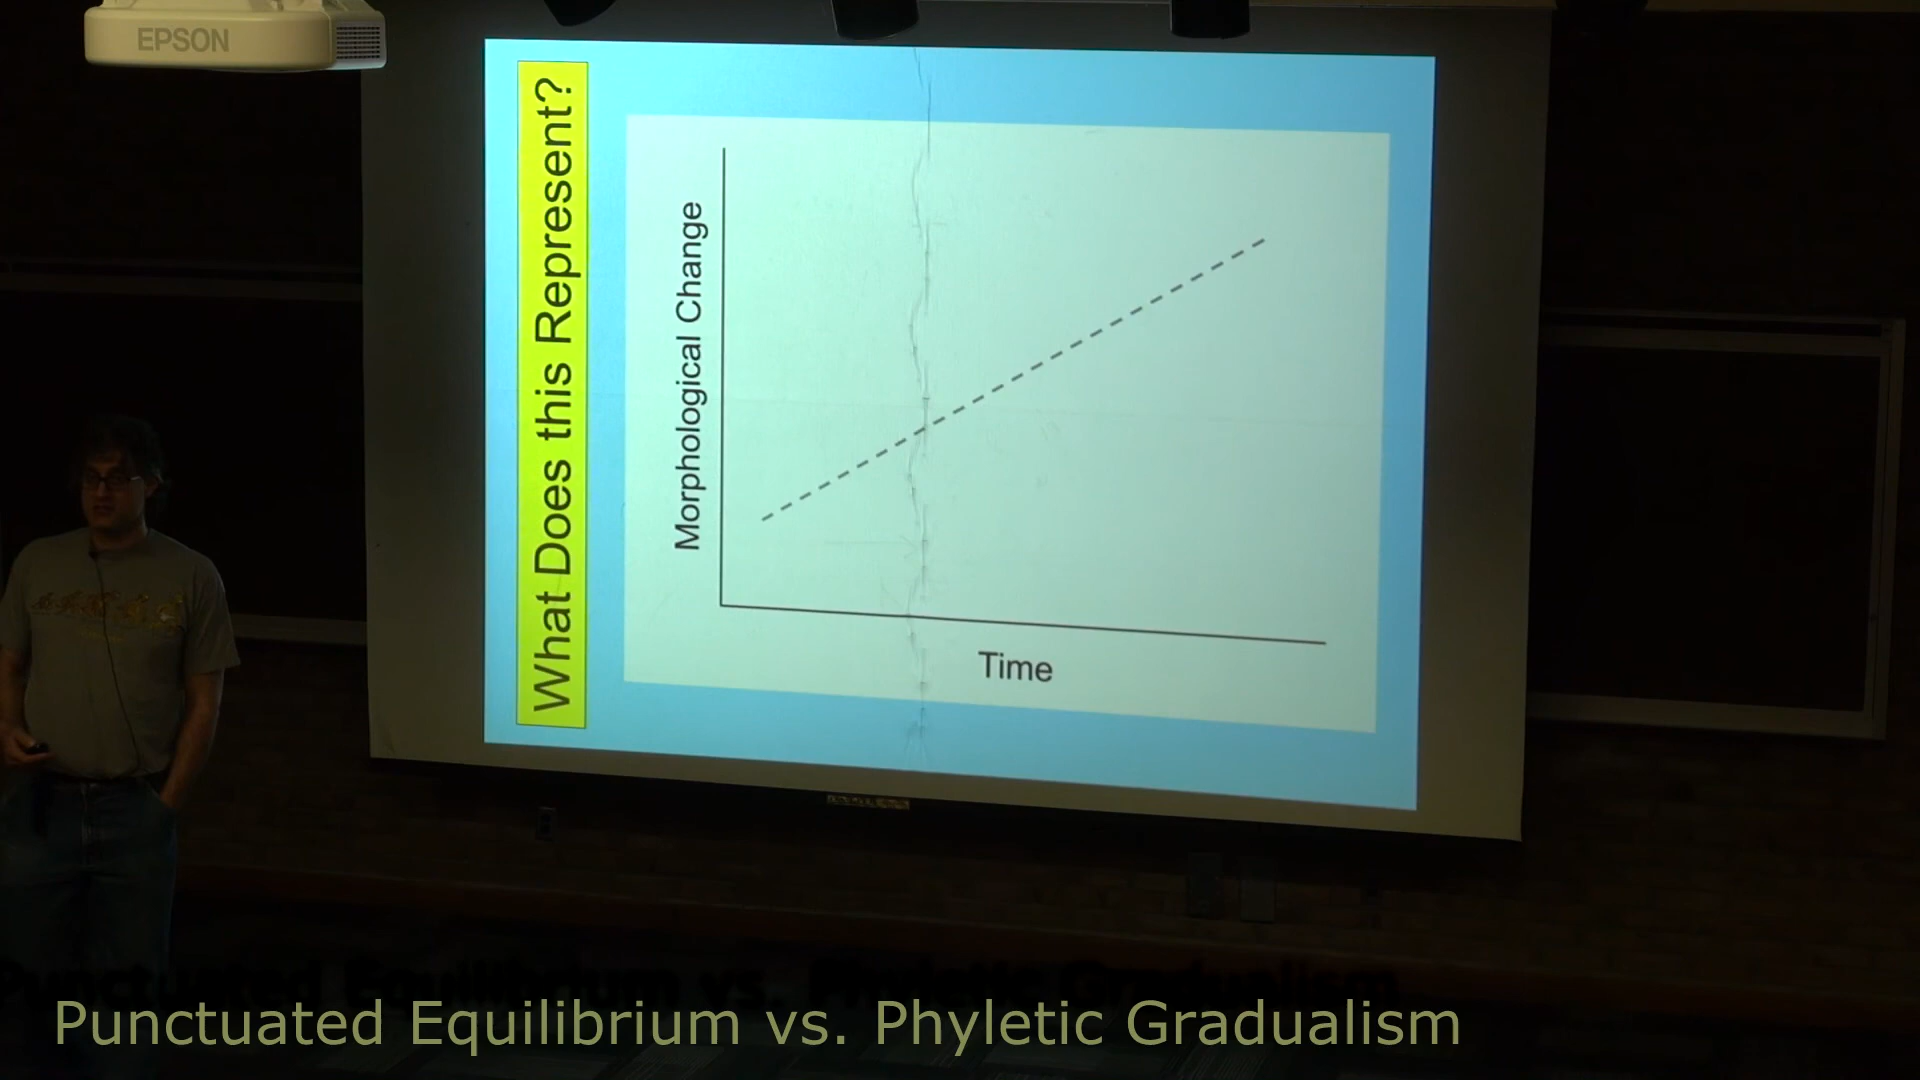 EPSON
What Does this Represent?
Morphological Change
Time
Punctuated Equilibrium vs. Phyletic Gradualism